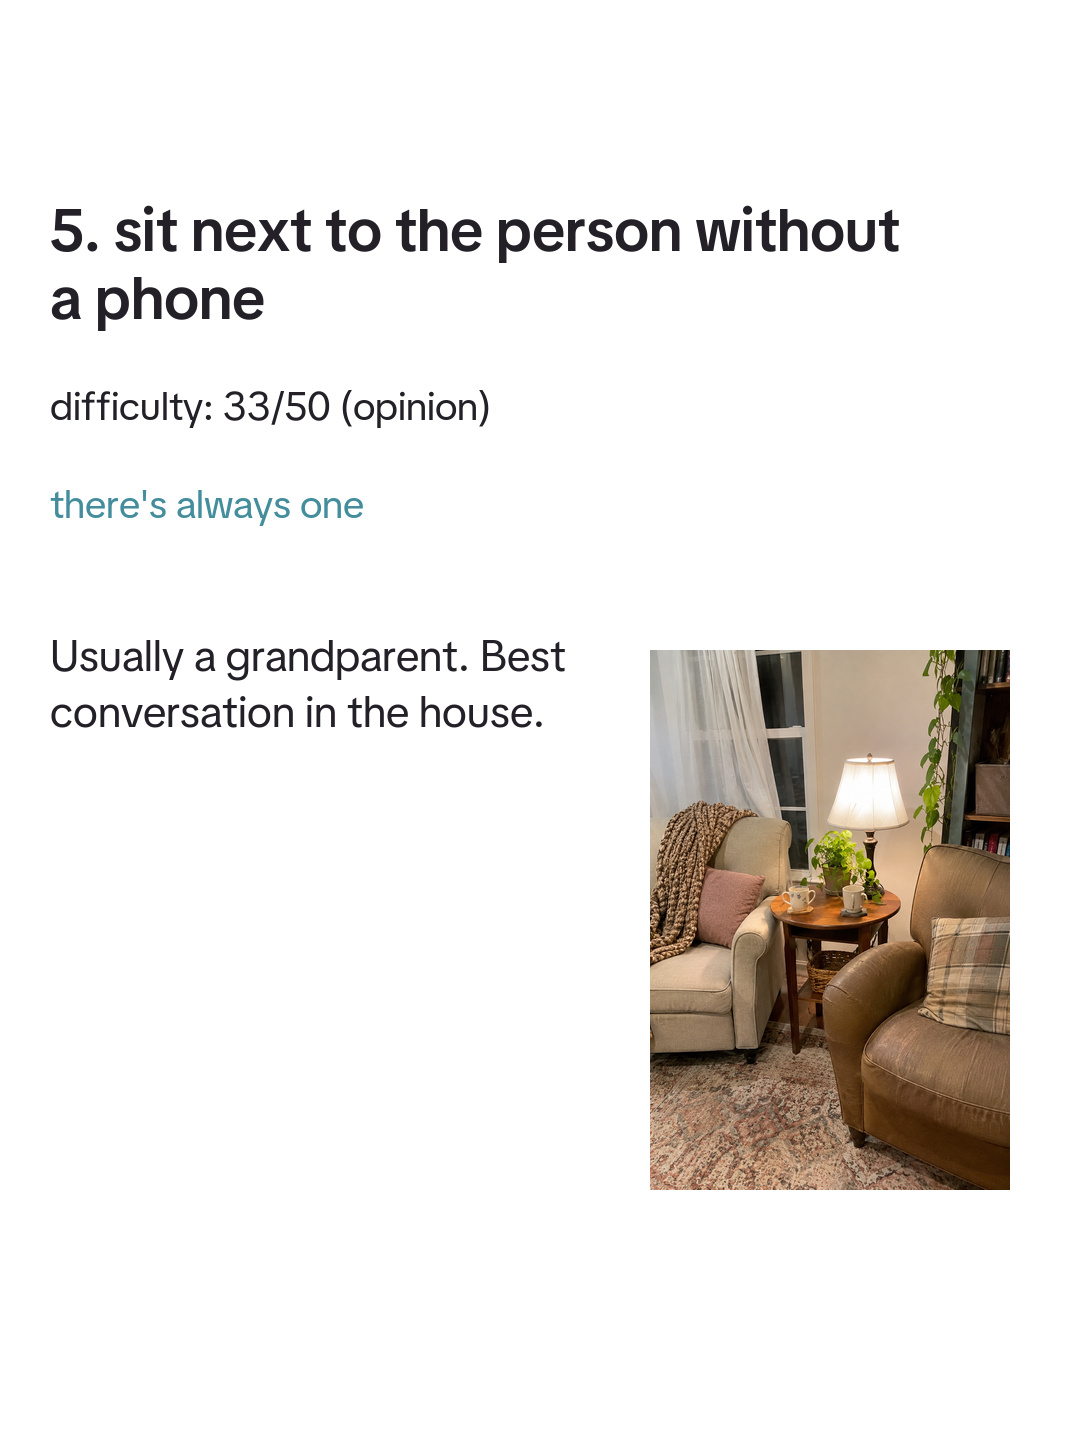 5. sit next to the person without
a phone
difficulty: 33/50 (opinion)
there's always one
Usually a grandparent. Best
conversation in the house.